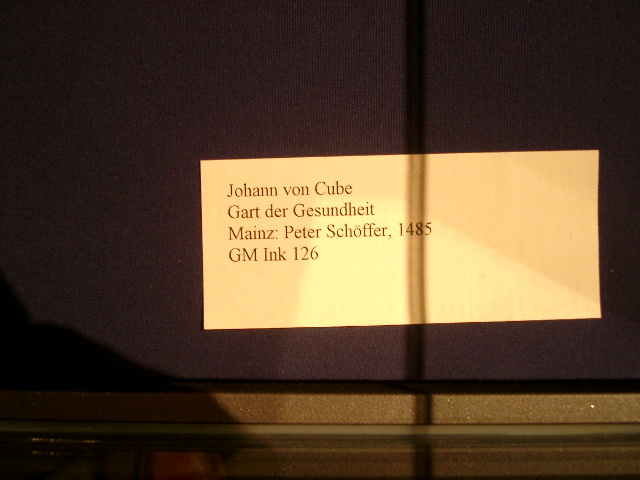 Johann von Cube
Gart der Gesundheit
Mainz: Peter Schöffer, 1485
GM Ink 126